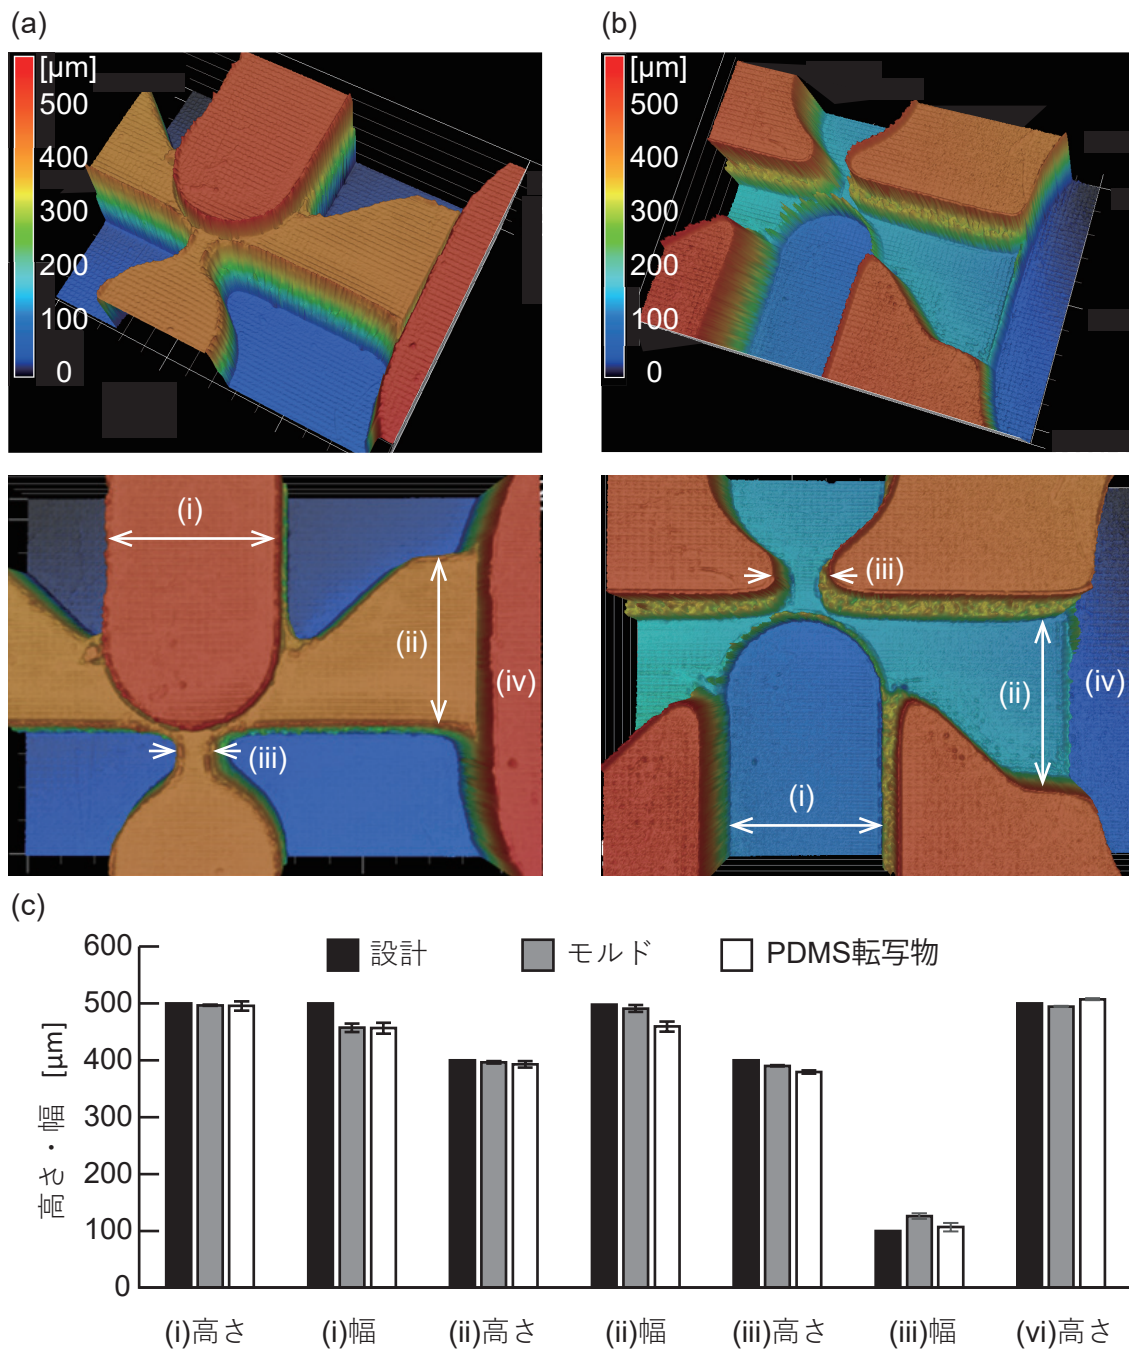 (a)
(b)
[µm]
500
400
300
200
100
0
[µm]
500
400
300
200
100
0
(i)
(ii)
(iii)
(iv)
(iii)
(ii)
(iv)
(i)
(c)
設計
モルド
PDMS転写物
高さ・幅 [µm]
600
500
400
300
200
100
0
(i)高さ
(i)幅
(ii)高さ
(ii)幅
(iii)高さ
(iii)幅
(vi)高さ